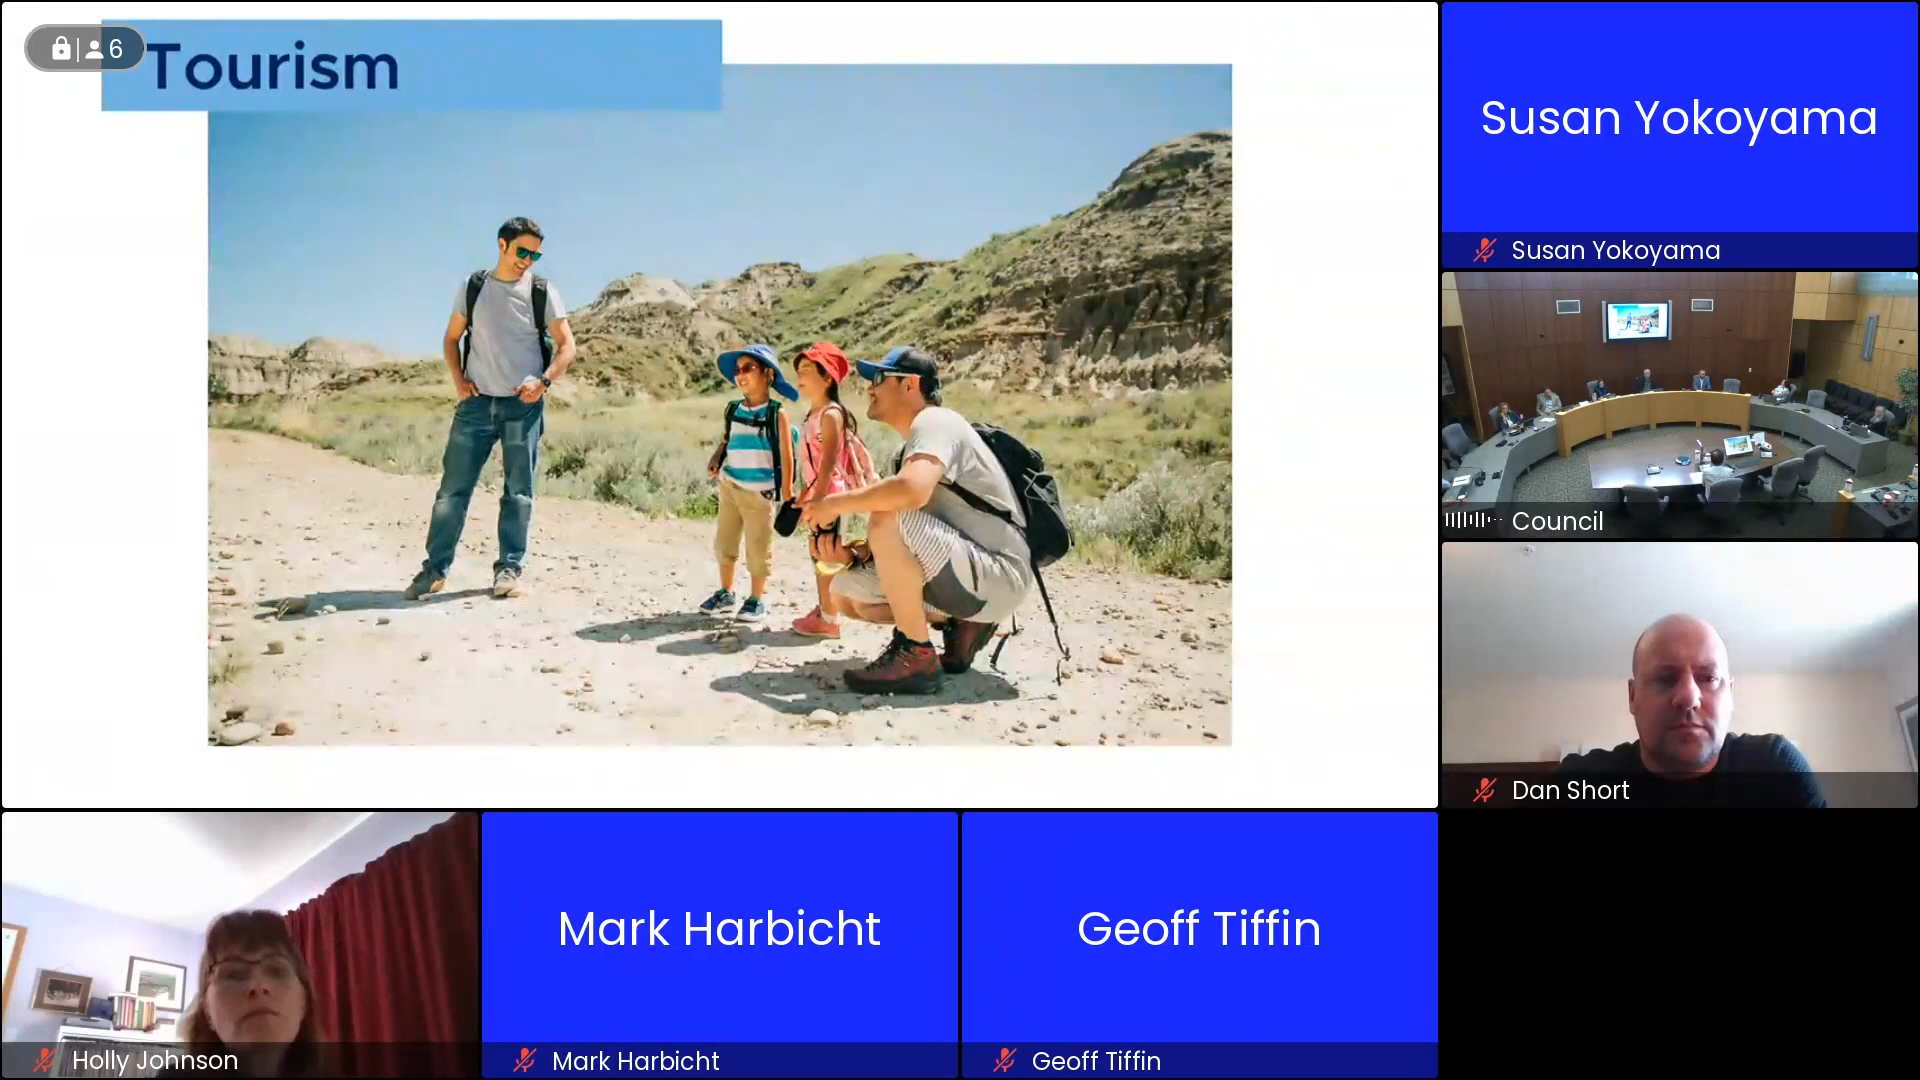 6
Tourism
Susan Yokoyama
Susan Yokoyama
Council
Dan Short
Holly Johnson
Mark Harbicht
Mark Harbicht
Geoff Tiffin
Geoff Tiffin